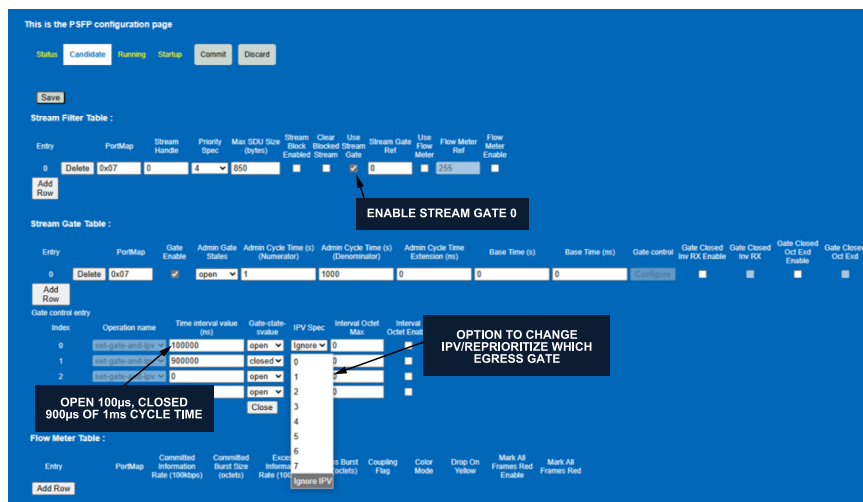 This is the PSFP configuration page
Status Candidate Running Startup Commit Discard
Save
Stream Filter Table :
Entry PortMap Stream Handle Priority Spec Max SDU Size (bytes) Stream Block Enabled Clear Blocked Stream Use Stream Gate Stream Gate Ref Use Flow Meter Flow Meter Ref Flow Meter Enable
0 Delete 0x07 0 4 850 0 255
Add Row
ENABLE STREAM GATE 0
Stream Gate Table :
Entry PortMap Gate Enable Admin Gate States Admin Cycle Time (s) (Numerator) Admin Cycle Time (s) (Denominator) Admin Cycle Time Extension (ns) Base Time (s) Base Time (ns) Gate control Gate Closed Inv RX Enable Gate Closed Inv RX Gate Closed Oct Exd Enable Gate Closed Oct Exd
0 Delete 0x07 open 1 1000 0 0 0 Configure
Add Row
Gate control entry
Index Operation name Time interval value (ns) Gate-state-svalue IPV Spec Interval Octet Max Interval
0 set-gate-and-ipv 100000 open Ignore 0
1 set-gate-and-ipv 900000 closed 0
2 set-gate-and-ipv 0 open
open
Close
0
1
2
3
4
5
6
7
Ignore IPV
OPTION TO CHANGE
IPV/REPRIORITIZE WHICH
EGRESS GATE
OPEN 100µs, CLOSED
900µs OF 1ms CYCLE TIME
Flow Meter Table :
Entry PortMap Committed Information Rate (100kbps) Committed Burst Size (octets) Burst Coupling Flag Color Mode Drop On Yellow Mark All Frames Red Enable Mark All Frames Red
Add Row